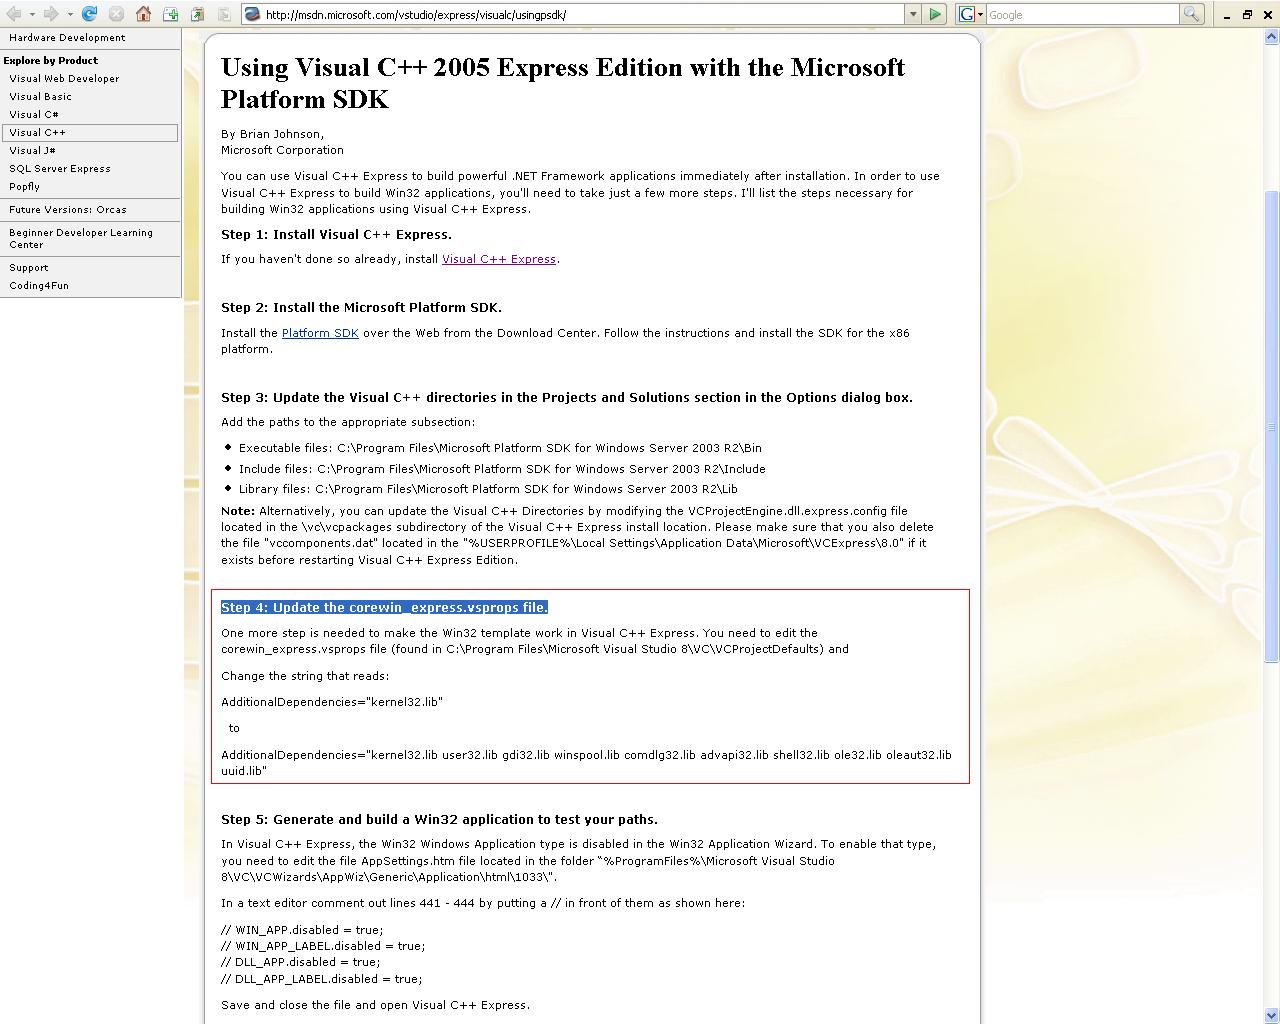 http://msdn.microsoft.com/vstudio/express/visualc/usingpsdk/
Google
Hardware Development
Explore by Product
Visual Web Developer
Visual Basic
Visual C#
Visual C++
Visual J#
SQL Server Express
Popfly
Future Versions: Orcas
Beginner Developer Learning
Center
Support
Coding4Fun
Using Visual C++ 2005 Express Edition with the Microsoft
Platform SDK
By Brian Johnson,
Microsoft Corporation
You can use Visual C++ Express to build powerful .NET Framework applications immediately after installation. In order to use
Visual C++ Express to build Win32 applications, you'll need to take just a few more steps. I'll list the steps necessary for
building Win32 applications using Visual C++ Express.
Step 1: Install Visual C++ Express.
If you haven't done so already, install Visual C++ Express.
Step 2: Install the Microsoft Platform SDK.
Install the Platform SDK over the Web from the Download Center. Follow the instructions and install the SDK for the x86
platform.
Step 3: Update the Visual C++ directories in the Projects and Solutions section in the Options dialog box.
Add the paths to the appropriate subsection:
• Executable files: C:\Program Files\Microsoft Platform SDK for Windows Server 2003 R2\Bin
• Include files: C:\Program Files\Microsoft Platform SDK for Windows Server 2003 R2\Include
• Library files: C:\Program Files\Microsoft Platform SDK for Windows Server 2003 R2\Lib
Note: Alternatively, you can update the Visual C++ Directories by modifying the VCProjectEngine.dll.express.config file
located in the \vc\vcpackages subdirectory of the Visual C++ Express install location. Please make sure that you also delete
the file "vccomponents.dat" located in the "%USERPROFILE%\Local Settings\Application Data\Microsoft\VCExpress\8.0" if it
exists before restarting Visual C++ Express Edition.
Step 4: Update the corewin_express.vsprops file.
One more step is needed to make the Win32 template work in Visual C++ Express. You need to edit the
corewin_express.vsprops file (found in C:\Program Files\Microsoft Visual Studio 8\VC\VCProjectDefaults) and
Change the string that reads:
AdditionalDependencies="kernel32.lib"
to
AdditionalDependencies="kernel32.lib user32.lib gdi32.lib winspool.lib comdlg32.lib advapi32.lib shell32.lib ole32.lib oleaut32.lib
uuid.lib"
Step 5: Generate and build a Win32 application to test your paths.
In Visual C++ Express, the Win32 Windows Application type is disabled in the Win32 Application Wizard. To enable that type,
you need to edit the file AppSettings.htm file located in the folder “%ProgramFiles%\Microsoft Visual Studio
8\VC\VCWizards\AppWiz\Generic\Application\html\1033\".
In a text editor comment out lines 441 - 444 by putting a // in front of them as shown here:
// WIN_APP.disabled = true;
// WIN_APP_LABEL.disabled = true;
// DLL_APP.disabled = true;
// DLL_APP_LABEL.disabled = true;
Save and close the file and open Visual C++ Express.